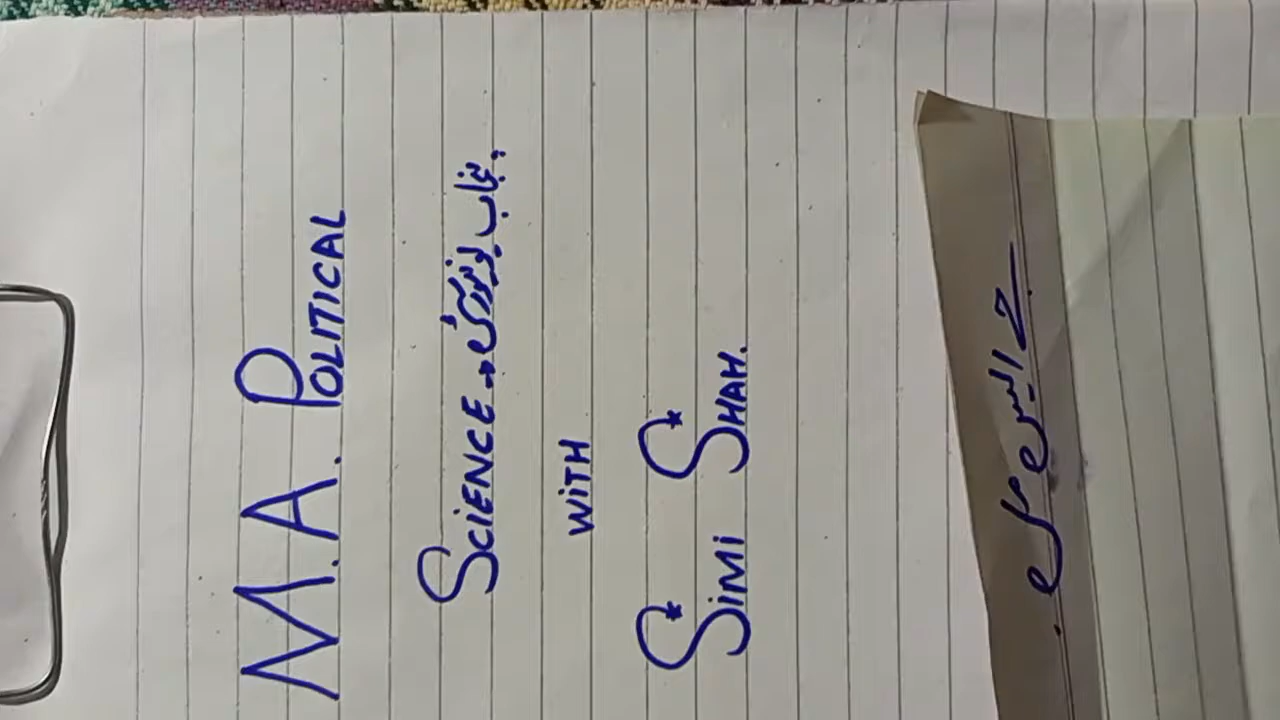 M.A. POLITICAL
SCIENCE → پنجاب یونیورسٹی۔
WITH
SIMI SHAH.